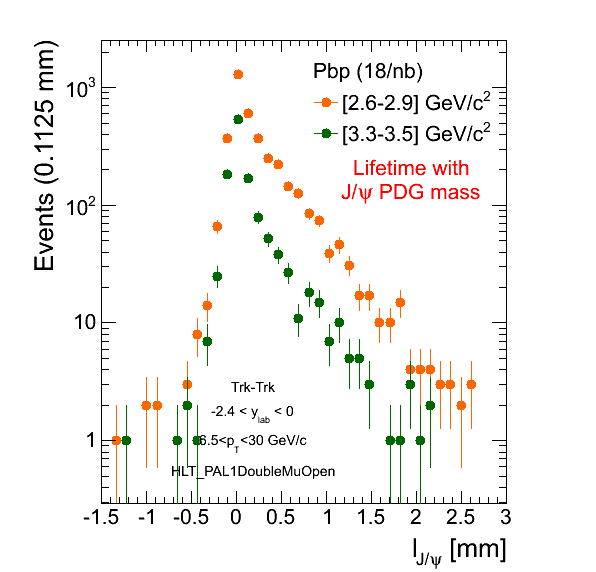 Events (0.1125 mm)
10³
10²
10
1
Pbp (18/nb)
[2.6-2.9] GeV/c²
[3.3-3.5] GeV/c²
Lifetime with
J/ψ PDG mass
Trk-Trk
-2.4 < y_lab < 0
6.5<p_T<30 GeV/c
HLT_PAL1DoubleMuOpen
-1.5 -1 -0.5 0 0.5 1 1.5 2 2.5 3
l_J/ψ [mm]